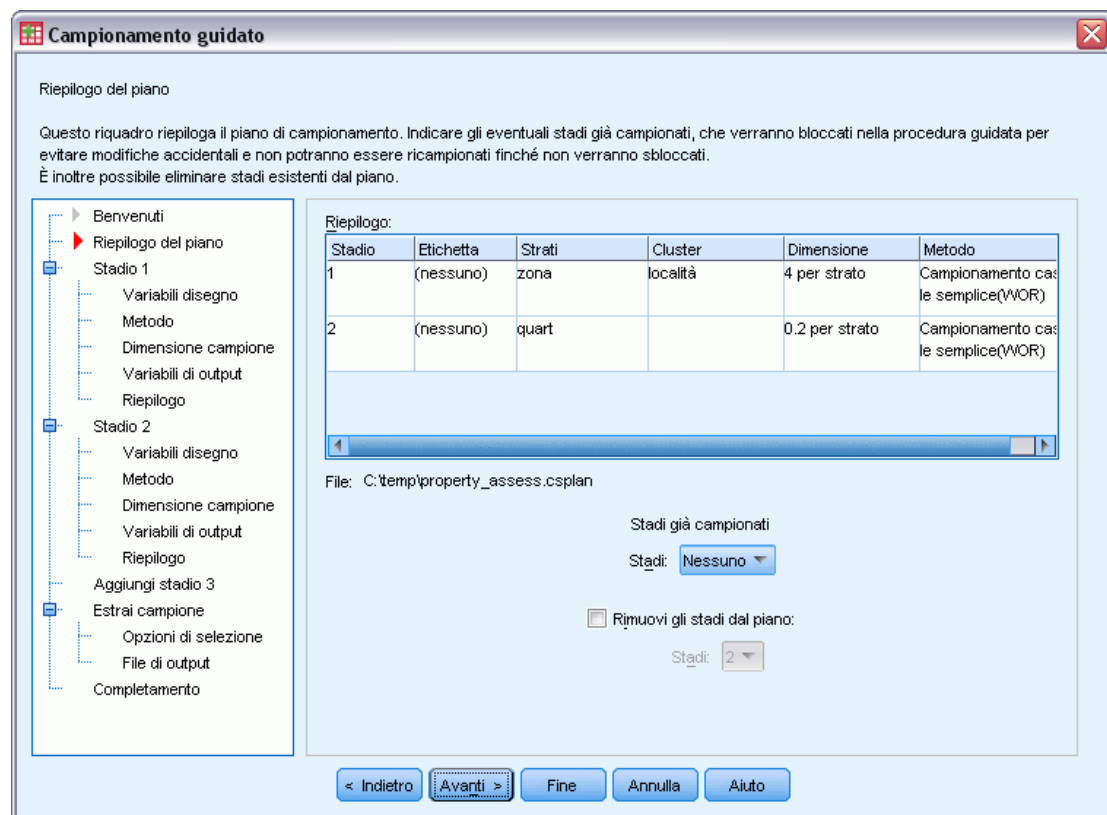 Campionamento guidato
Riepilogo del piano
Questo riquadro riepiloga il piano di campionamento. Indicare gli eventuali stadi già campionati, che verranno bloccati nella procedura guidata per
evitare modifiche accidentali e non potranno essere ricampionati finché non verranno sbloccati.
È inoltre possibile eliminare stadi esistenti dal piano.
Benvenuti
Riepilogo del piano
Stadio 1
Variabili disegno
Metodo
Dimensione campione
Variabili di output
Riepilogo
Stadio 2
Variabili disegno
Metodo
Dimensione campione
Variabili di output
Riepilogo
Aggiungi stadio 3
Estrai campione
Opzioni di selezione
File di output
Completamento
Riepilogo:
Stadio Etichetta Strati Cluster Dimensione Metodo
1 (nessuno) zona località 4 per strato Campionamento cas
le semplice(WOR)
2 (nessuno) quart 0.2 per strato Campionamento cas
le semplice(WOR)
File: C:\temp\property_assess.csplan
Stadi già campionati
Stadi: Nessuno
Rimuovi gli stadi dal piano:
Stadi: 2
< Indietro Avanti > Fine Annulla Aiuto